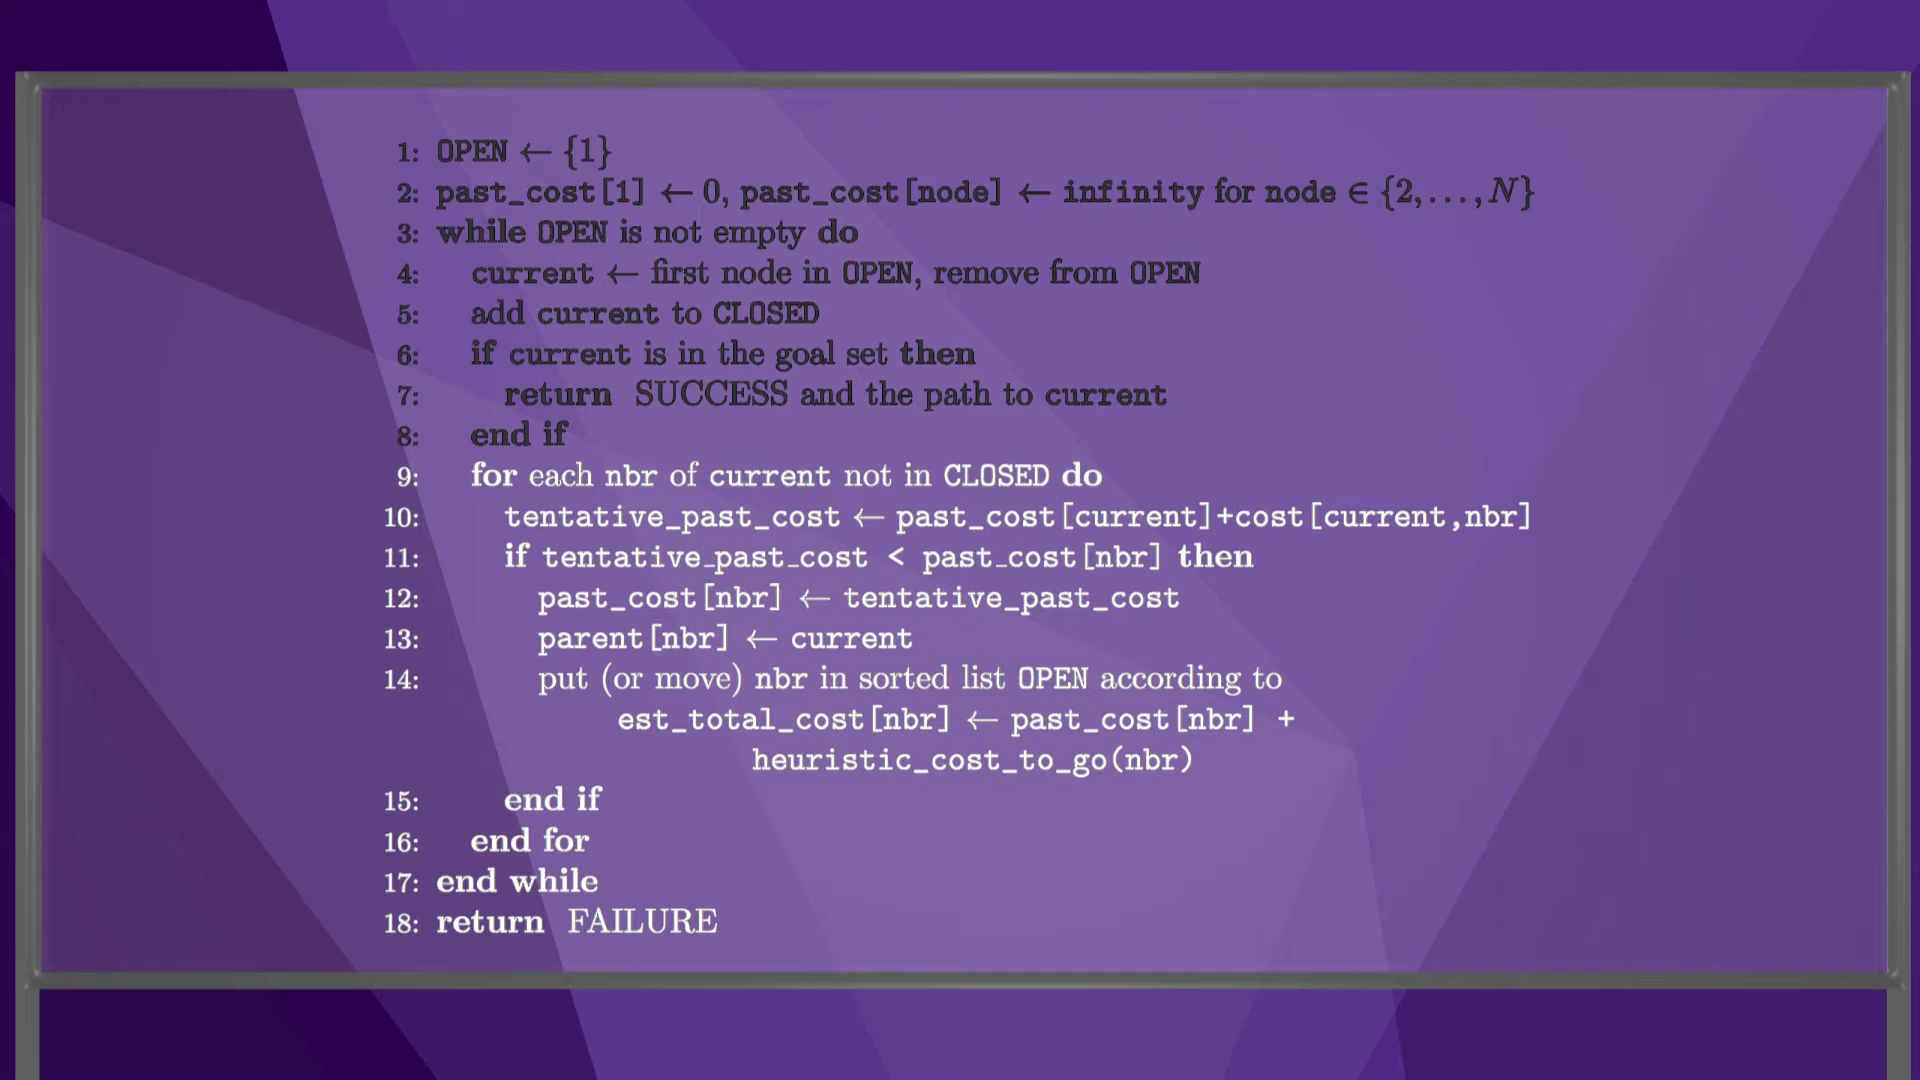 1: OPEN ← {1}
2: past_cost[1] ← 0, past_cost[node] ← infinity for node ∈ {2,...,N}
3: while OPEN is not empty do
4: current ← first node in OPEN, remove from OPEN
5: add current to CLOSED
6: if current is in the goal set then
7: return SUCCESS and the path to current
8: end if
9: for each nbr of current not in CLOSED do
10: tentative_past_cost ← past_cost[current]+cost[current,nbr]
11: if tentative_past_cost < past_cost[nbr] then
12: past_cost[nbr] ← tentative_past_cost
13: parent[nbr] ← current
14: put (or move) nbr in sorted list OPEN according to
est_total_cost[nbr] ← past_cost[nbr] +
heuristic_cost_to_go(nbr)
15: end if
16: end for
17: end while
18: return FAILURE